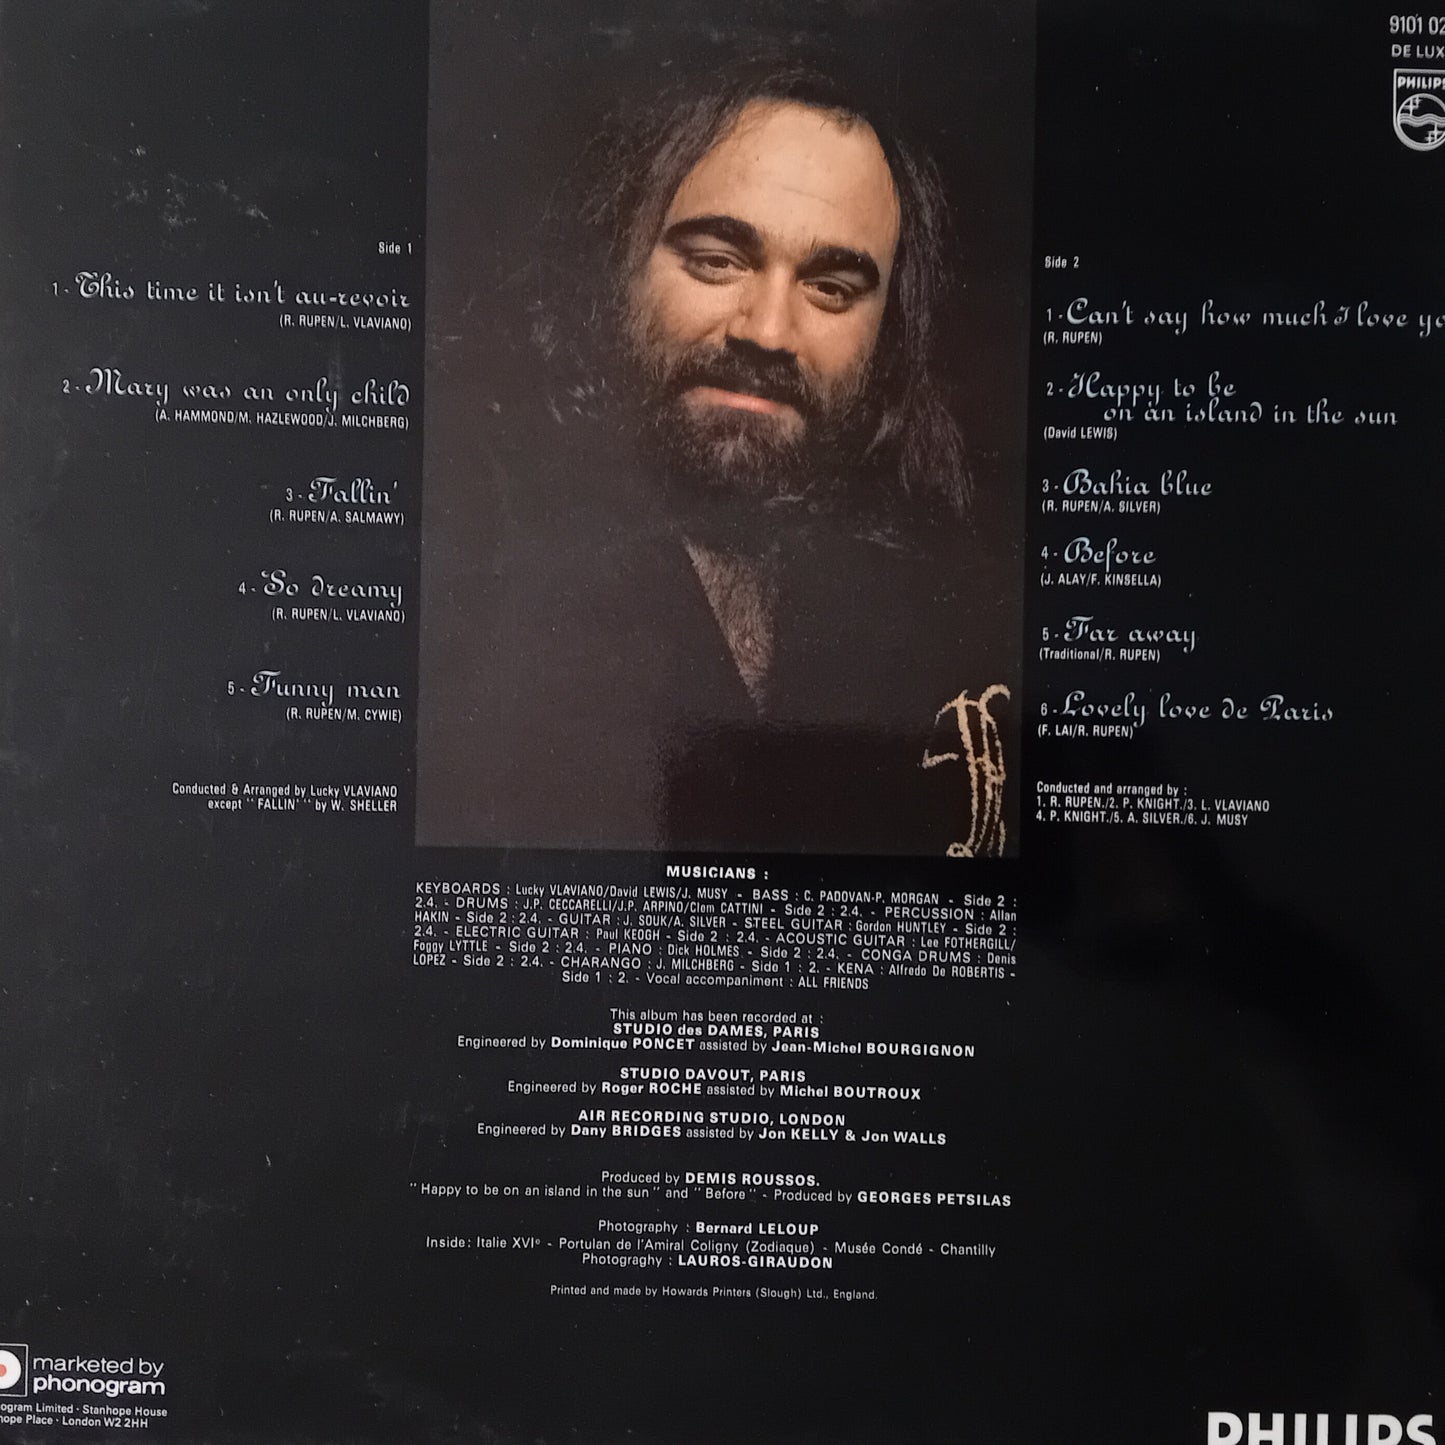 9101 02
DE LUX
PHILIPS
Side 1
1 - This time it isn't au-revoir
(R. RUPEN/L. VLAVIANO)
2 - Mary was an only child
(A. HAMMOND/M. HAZLEWOOD/J. MILCHBERG)
3 - Fallin'
(R. RUPEN/A. SALMAWY)
4 - So dreamy
(R. RUPEN/L. VLAVIANO)
5 - Funny man
(R. RUPEN/M. CYWIE)
Conducted & Arranged by Lucky VLAVIANO
except "FALLIN'" by W. SHELLER
Side 2
1 - Can't say how much I love yo
(R. RUPEN)
2 - Happy to be
on an island in the sun
(David LEWIS)
3 - Bahia blue
(R. RUPEN/A. SILVER)
4 - Before
(J. ALAY/F. KINSELLA)
5 - Far away
(Traditional/R. RUPEN)
6 - Lovely love de Paris
(F. LAI/R. RUPEN)
Conducted and arranged by :
1. R. RUPEN./2. P. KNIGHT./3. L. VLAVIANO
4. P. KNIGHT./5. A. SILVER./6. J. MUSY
MUSICIANS :
KEYBOARDS : Lucky VLAVIANO/David LEWIS/J. MUSY - BASS : C. PADOVAN-P. MORGAN - Side 2 :
2.4. - DRUMS : J.P. CECCARELLI/J.P. ARPINO/Clem CATTINI - Side 2 : 2.4. - PERCUSSION : Allan
HAKIN - Side 2 : 2.4. - GUITAR : J. SOUK/A. SILVER - STEEL GUITAR : Gordon HUNTLEY - Side 2 :
2.4. - ELECTRIC GUITAR : Paul KEOGH - Side 2 : 2.4. - ACOUSTIC GUITAR : Lee FOTHERGILL/
Foggy LYTTLE - Side 2 : 2.4. - PIANO : Dick HOLMES - Side 2 : 2.4. - CONGA DRUMS : Denis
LOPEZ - Side 2 : 2.4. - CHARANGO : J. MILCHBERG - Side 1 : 2. - KENA : Alfredo De ROBERTIS -
Side 1 : 2. - Vocal accompaniment : ALL FRIENDS
This album has been recorded at :
STUDIO des DAMES, PARIS
Engineered by Dominique PONCET assisted by Jean-Michel BOURGIGNON
STUDIO DAVOUT, PARIS
Engineered by Roger ROCHE assisted by Michel BOUTROUX
AIR RECORDING STUDIO, LONDON
Engineered by Dany BRIDGES assisted by Jon KELLY & Jon WALLS
Produced by DEMIS ROUSSOS.
"Happy to be on an island in the sun" and "Before" - Produced by GEORGES PETSILAS
Photography : Bernard LELOUP
Inside : Italie XVIe - Portulan de l'Amiral Coligny (Zodiaque) - Musée Condé - Chantilly
Photograghy : LAUROS-GIRAUDON
Printed and made by Howards Printers (Slough) Ltd., England.
marketed by
phonogram
ogram Limited · Stanhope House
hope Place · London W2 2HH
PHILIPS